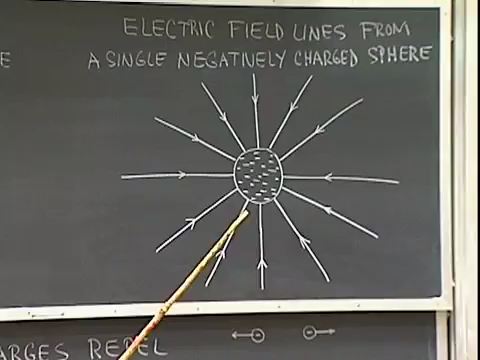 ELECTRIC FIELD LINES FROM
A SINGLE NEGATIVELY CHARGED SPHERE
E
ARGES REPEL